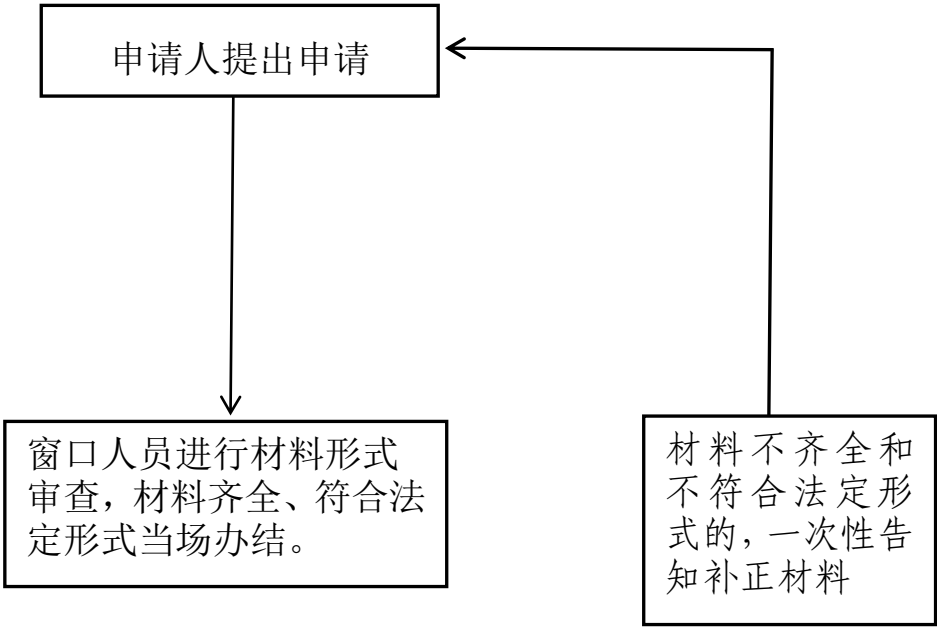 申请人提出申请
窗口人员进行材料形式
审查，材料齐全、符合法
定形式当场办结。
材料不齐全和
不符合法定形
式的，一次性告
知补正材料